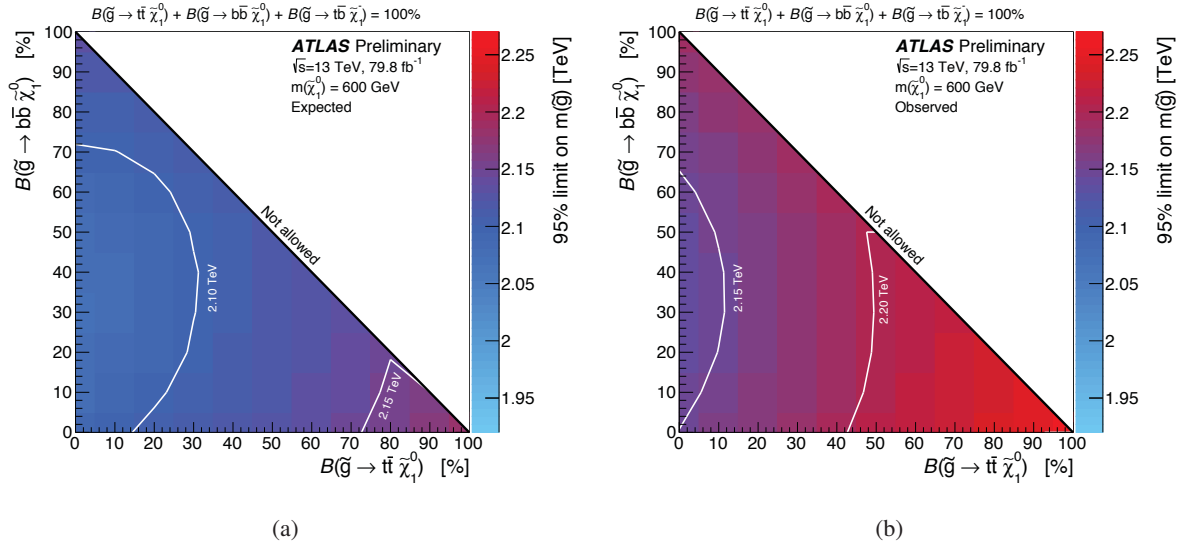 B(g̃ → tt̄ χ̃₁⁰) + B(g̃ → bb̄ χ̃₁⁰) + B(g̃ → tb̄ χ̃₁⁻) = 100%
B(g̃ → bb̄ χ̃₁⁰) [%]
100
90
80
70
60
50
40
30
20
10
0
ATLAS Preliminary
√s=13 TeV, 79.8 fb⁻¹
m(χ̃₁⁰) = 600 GeV
Expected
Not allowed
2.10 TeV
2.15 TeV
0 10 20 30 40 50 60 70 80 90 100
B(g̃ → tt̄ χ̃₁⁰) [%]
2.25
2.2
2.15
2.1
2.05
2
1.95
95% limit on m(g̃) [TeV]
(a)
B(g̃ → tt̄ χ̃₁⁰) + B(g̃ → bb̄ χ̃₁⁰) + B(g̃ → tb̄ χ̃₁⁻) = 100%
B(g̃ → bb̄ χ̃₁⁰) [%]
100
90
80
70
60
50
40
30
20
10
0
ATLAS Preliminary
√s=13 TeV, 79.8 fb⁻¹
m(χ̃₁⁰) = 600 GeV
Observed
Not allowed
2.15 TeV
2.20 TeV
0 10 20 30 40 50 60 70 80 90 100
B(g̃ → tt̄ χ̃₁⁰) [%]
2.25
2.2
2.15
2.1
2.05
2
1.95
95% limit on m(g̃) [TeV]
(b)